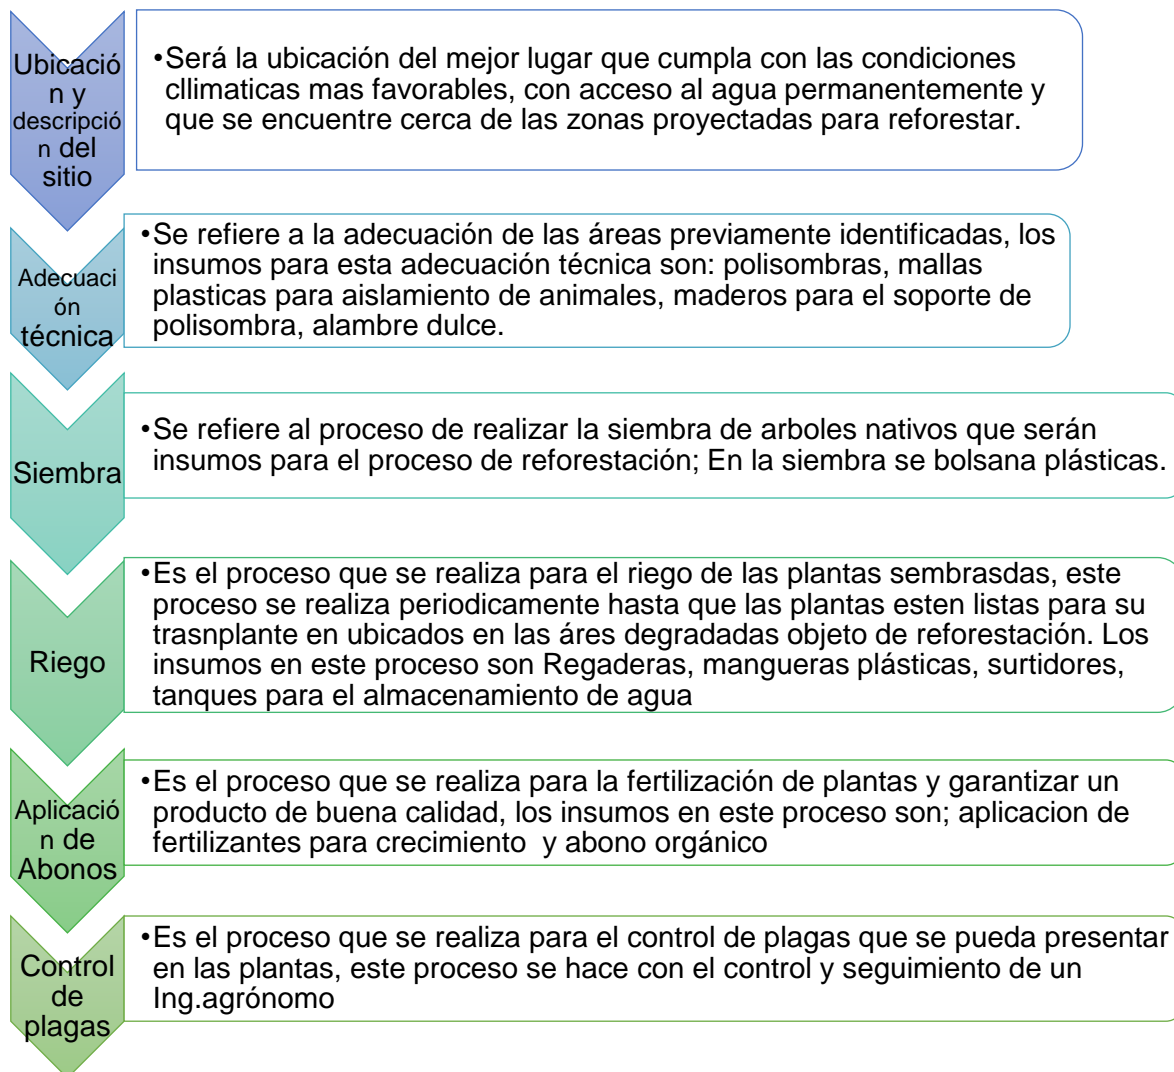 Ubicació
n y
descripció
n del
sitio
•Será la ubicación del mejor lugar que cumpla con las condiciones
cllimaticas mas favorables, con acceso al agua permanentemente y
que se encuentre cerca de las zonas proyectadas para reforestar.
Adecuaci
ón
técnica
•Se refiere a la adecuación de las áreas previamente identificadas, los
insumos para esta adecuación técnica son: polisombras, mallas
plasticas para aislamiento de animales, maderos para el soporte de
polisombra, alambre dulce.
Siembra
•Se refiere al proceso de realizar la siembra de arboles nativos que serán
insumos para el proceso de reforestación; En la siembra se bolsana plásticas.
Riego
•Es el proceso que se realiza para el riego de las plantas sembrasdas, este
proceso se realiza periodicamente hasta que las plantas esten listas para su
trasnplante en ubicados en las áres degradadas objeto de reforestación. Los
insumos en este proceso son Regaderas, mangueras plásticas, surtidores,
tanques para el almacenamiento de agua
Aplicació
n de
Abonos
•Es el proceso que se realiza para la fertilización de plantas y garantizar un
producto de buena calidad, los insumos en este proceso son; aplicacion de
fertilizantes para crecimiento  y abono orgánico
Control
de
plagas
•Es el proceso que se realiza para el control de plagas que se pueda presentar
en las plantas, este proceso se hace con el control y seguimiento de un
Ing.agrónomo